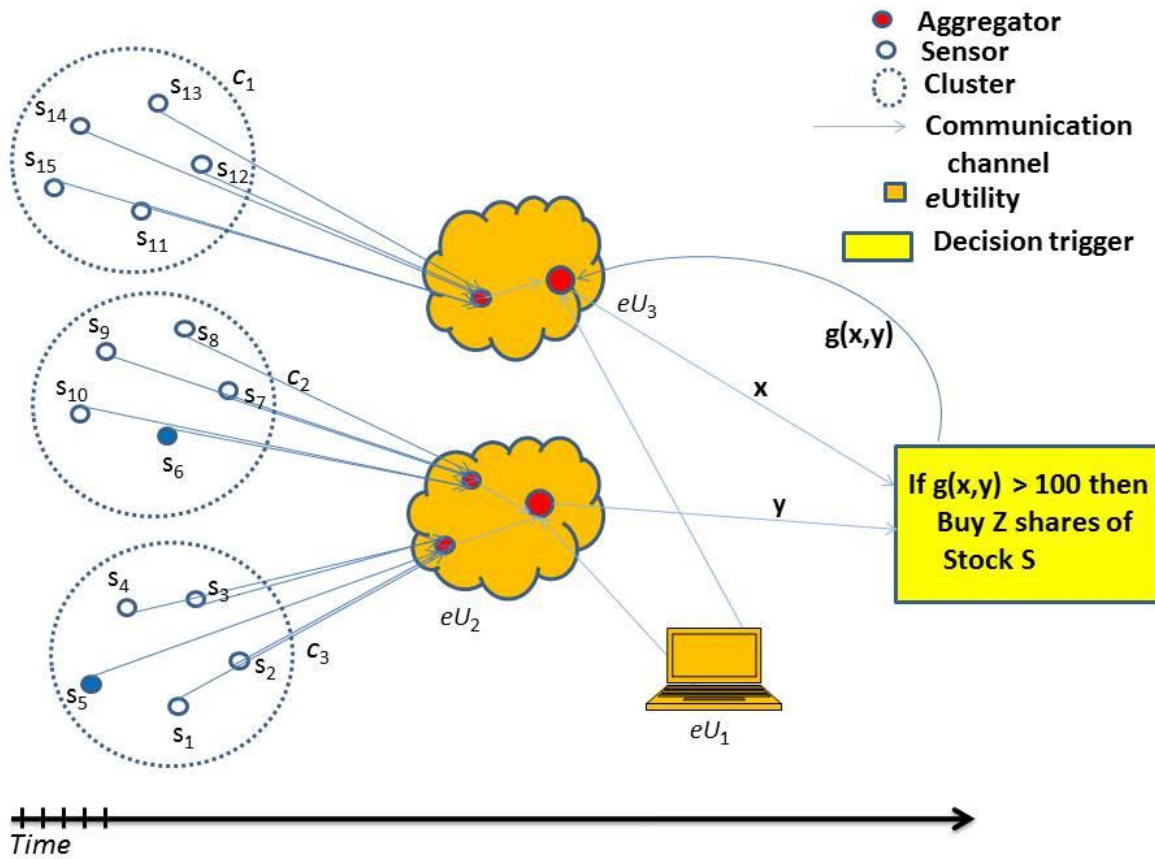 Aggregator
Sensor
Cluster
Communication
channel
eUtility
Decision trigger
c1
s13
s14
s12
s15
s11
eU3
g(x,y)
x
s9
s8
c2
s10
s7
s6
If g(x,y) > 100 then
Buy Z shares of
Stock S
y
s4
s3
eU2
c3
s2
s5
s1
eU1
Time